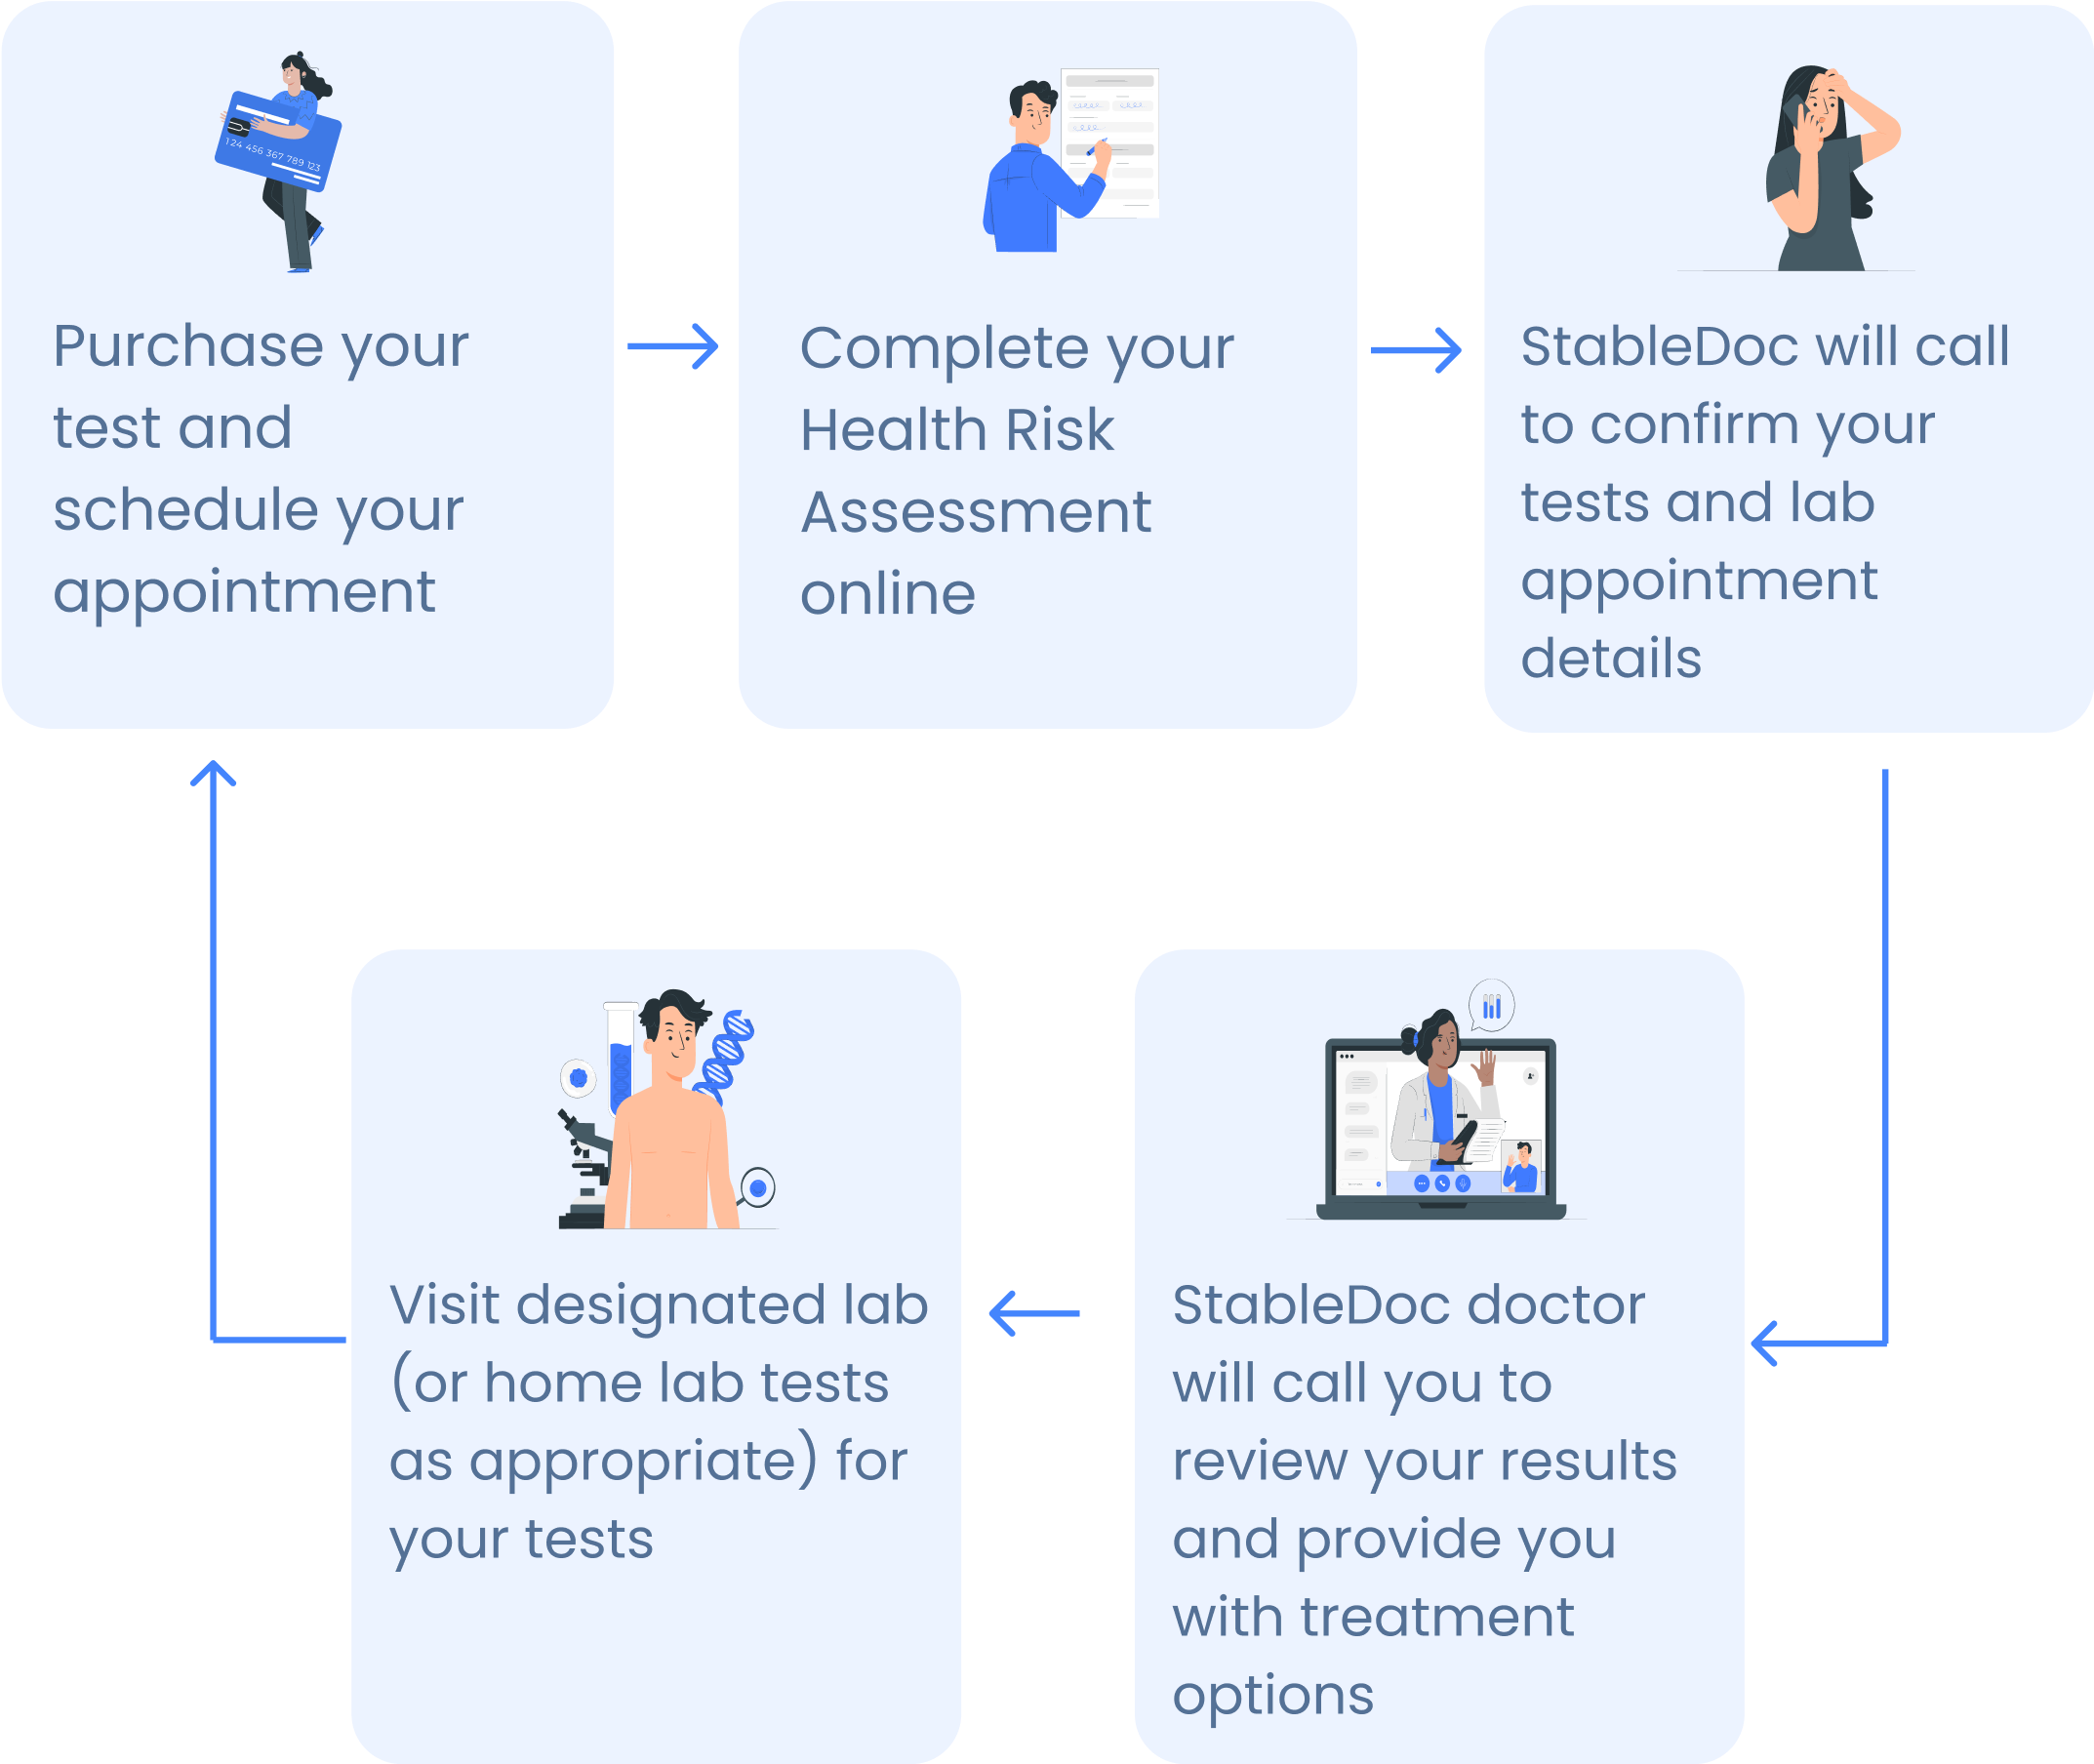 124 456 367 789 123
Purchase your
test and
schedule your
appointment
Complete your
Health Risk
Assessment
online
StableDoc will call
to confirm your
tests and lab
appointment
details
StableDoc doctor
will call you to
review your results
and provide you
with treatment
options
Visit designated lab
(or home lab tests
as appropriate) for
your tests